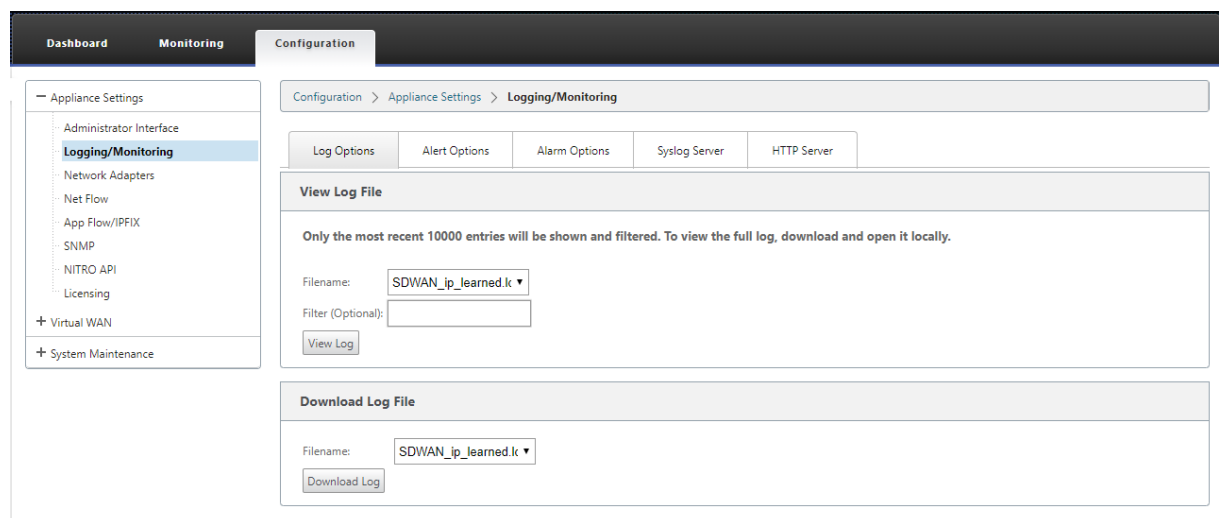 Dashboard Monitoring Configuration
Appliance Settings
Administrator Interface
Logging/Monitoring
Network Adapters
Net Flow
App Flow/IPFIX
SNMP
NITRO API
Licensing
Virtual WAN
System Maintenance
Configuration > Appliance Settings > Logging/Monitoring
Log Options Alert Options Alarm Options Syslog Server HTTP Server
View Log File
Only the most recent 10000 entries will be shown and filtered. To view the full log, download and open it locally.
Filename: SDWAN_ip_learned.lo
Filter (Optional):
View Log
Download Log File
Filename: SDWAN_ip_learned.lo
Download Log